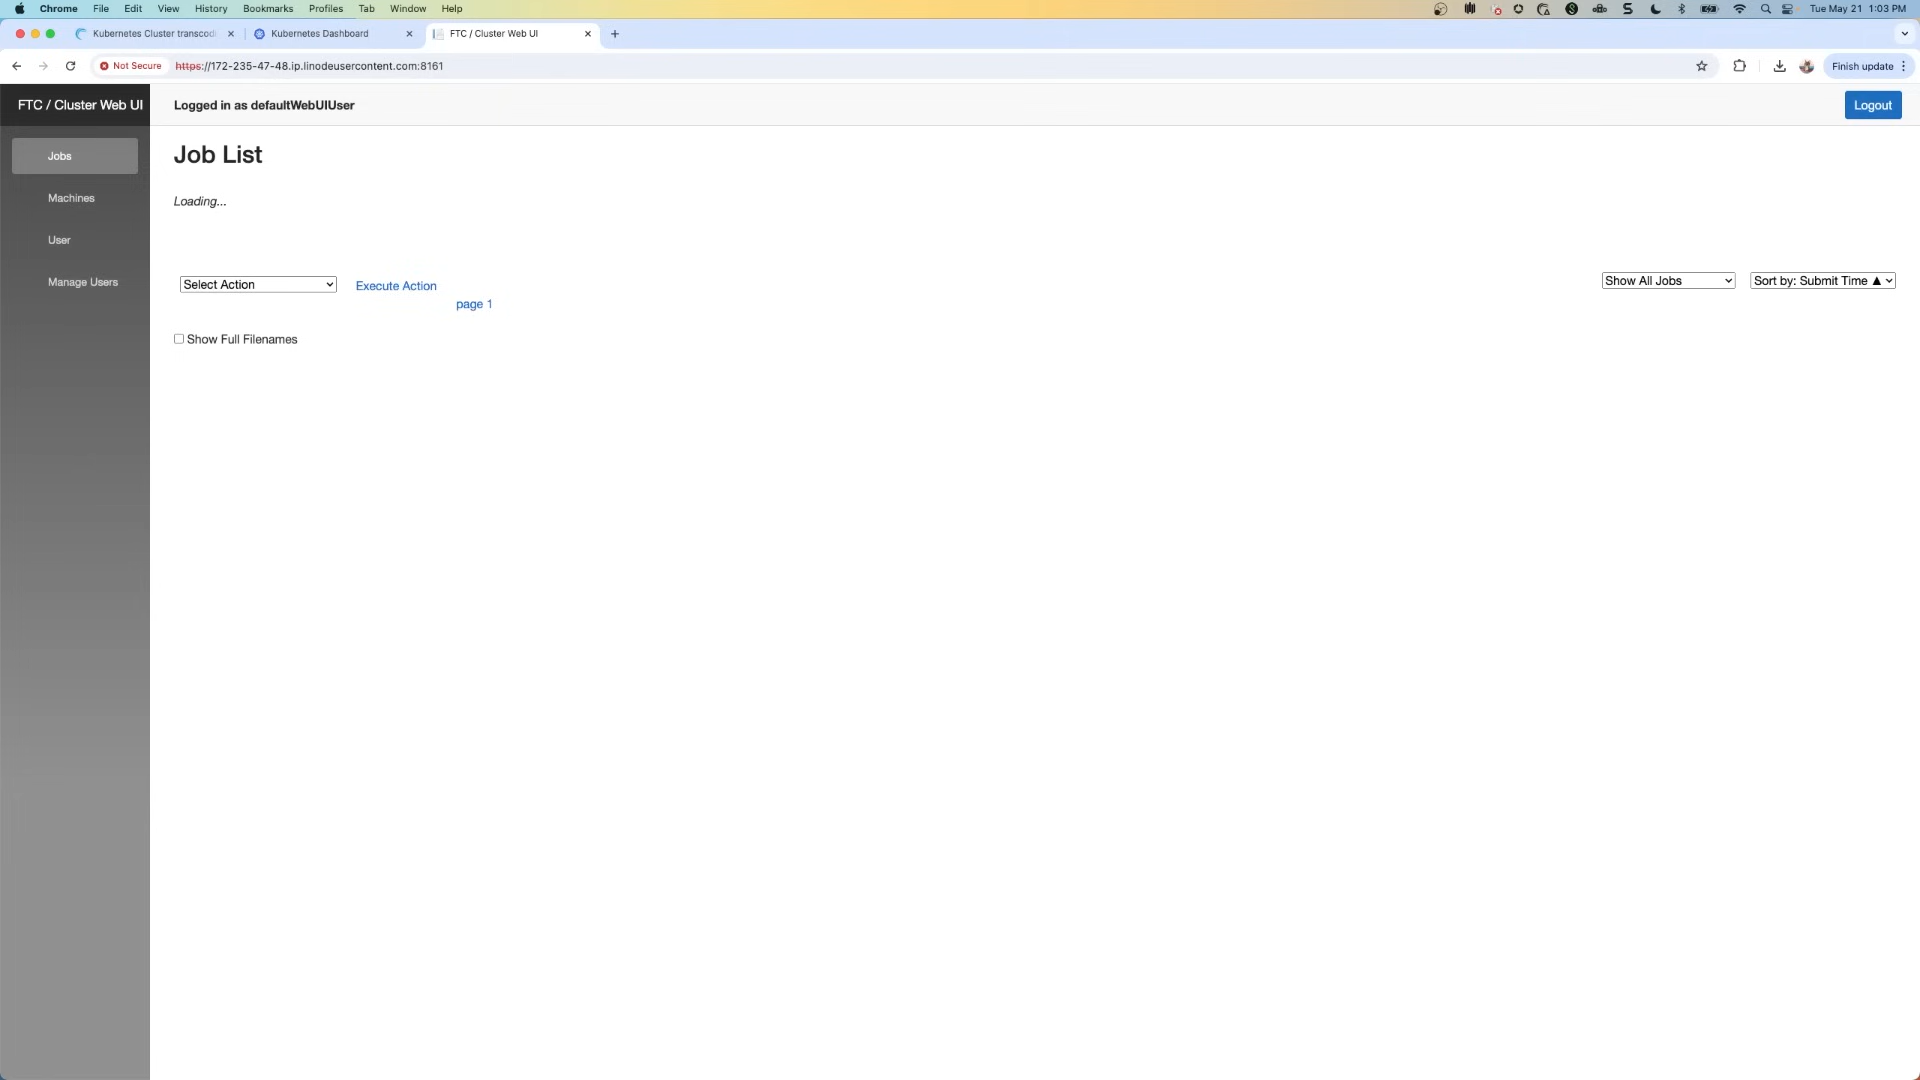 Chrome File Edit View History Bookmarks Profiles Tab Window Help Tue May 21 1:03 PM
Kubernetes Cluster transcod Kubernetes Dashboard FTC / Cluster Web UI
Not Secure https://172-235-47-48.ip.linodeusercontent.com:8161 Finish update
FTC / Cluster Web UI Logged in as defaultWebUIUser Logout
Jobs
Machines
User
Manage Users
Job List
Loading...
Select Action Execute Action Show All Jobs Sort by: Submit Time ▲
page 1
Show Full Filenames